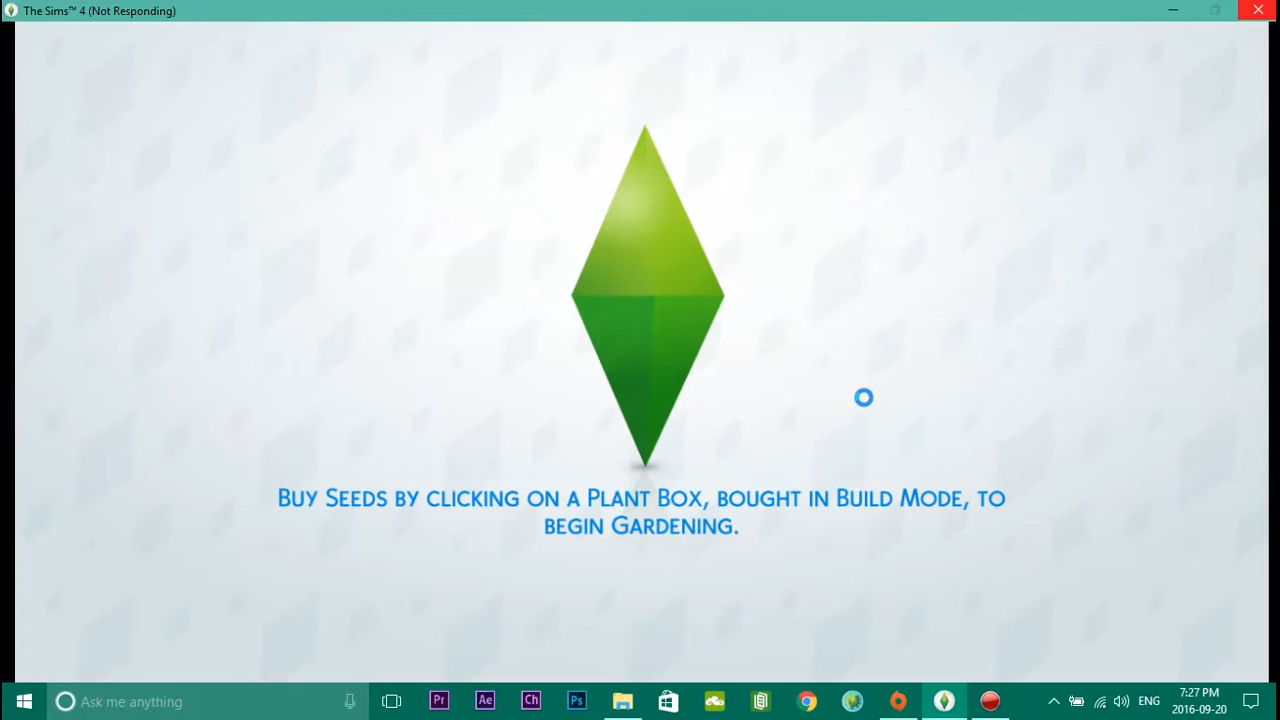 The Sims™ 4 (Not Responding)
Buy Seeds by clicking on a Plant Box, bought in Build Mode, to
begin Gardening.
Ask me anything
Pr
Ae
Ch
Ps
ENG
7:27 PM
2016-09-20